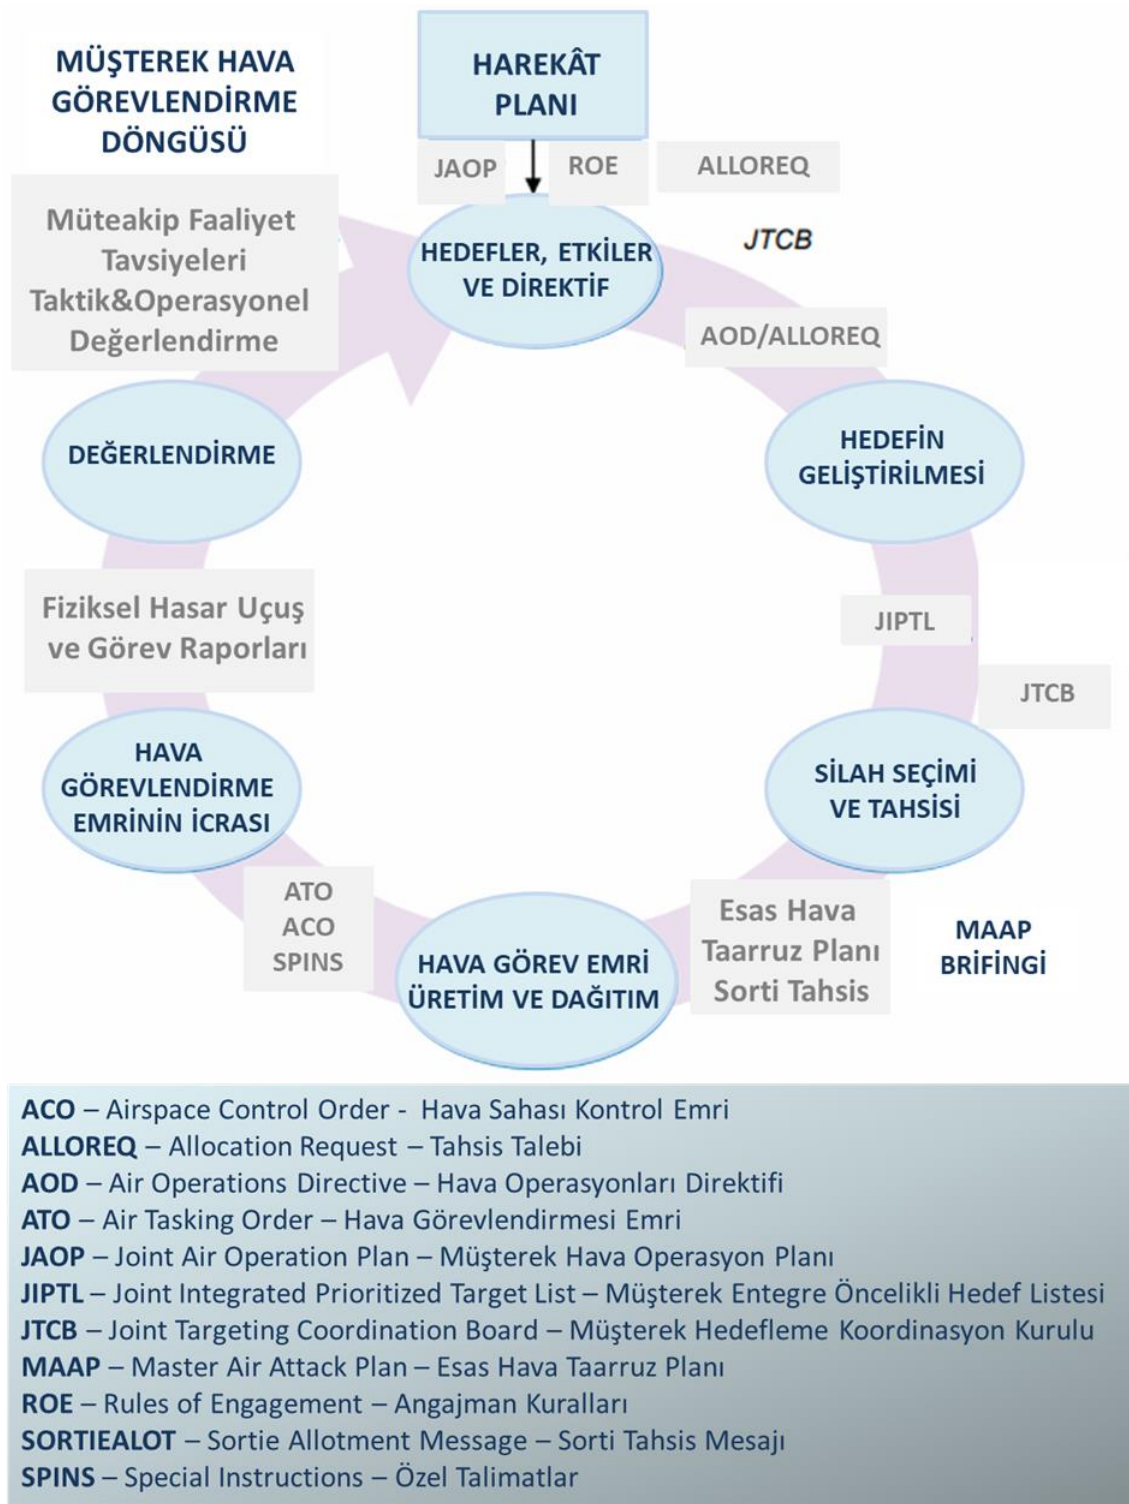 MÜŞTEREK HAVA
GÖREVLENDİRME
DÖNGÜSÜ
HAREKÂT
PLANI
JAOP
ROE
ALLOREQ
JTCB
HEDEFLER, ETKİLER
VE DİREKTİF
AOD/ALLOREQ
HEDEFİN
GELİŞTİRİLMESİ
JIPTL
JTCB
SİLAH SEÇİMİ
VE TAHSİSİ
MAAP
BRİFİNGİ
Esas Hava
Taarruz Planı
Sorti Tahsis
HAVA GÖREV EMRİ
ÜRETİM VE DAĞITIM
ATO
ACO
SPINS
HAVA
GÖREVLENDİRME
EMRİNİN İCRASI
Fiziksel Hasar Uçuş
ve Görev Raporları
DEĞERLENDİRME
Müteakip Faaliyet
Tavsiyeleri
Taktik&Operasyonel
Değerlendirme
ACO – Airspace Control Order - Hava Sahası Kontrol Emri
ALLOREQ – Allocation Request – Tahsis Talebi
AOD – Air Operations Directive – Hava Operasyonları Direktifi
ATO – Air Tasking Order – Hava Görevlendirmesi Emri
JAOP – Joint Air Operation Plan – Müşterek Hava Operasyon Planı
JIPTL – Joint Integrated Prioritized Target List – Müşterek Entegre Öncelikli Hedef Listesi
JTCB – Joint Targeting Coordination Board – Müşterek Hedefleme Koordinasyon Kurulu
MAAP – Master Air Attack Plan – Esas Hava Taarruz Planı
ROE – Rules of Engagement – Angajman Kuralları
SORTIEALOT – Sortie Allotment Message – Sorti Tahsis Mesajı
SPINS – Special Instructions – Özel Talimatlar